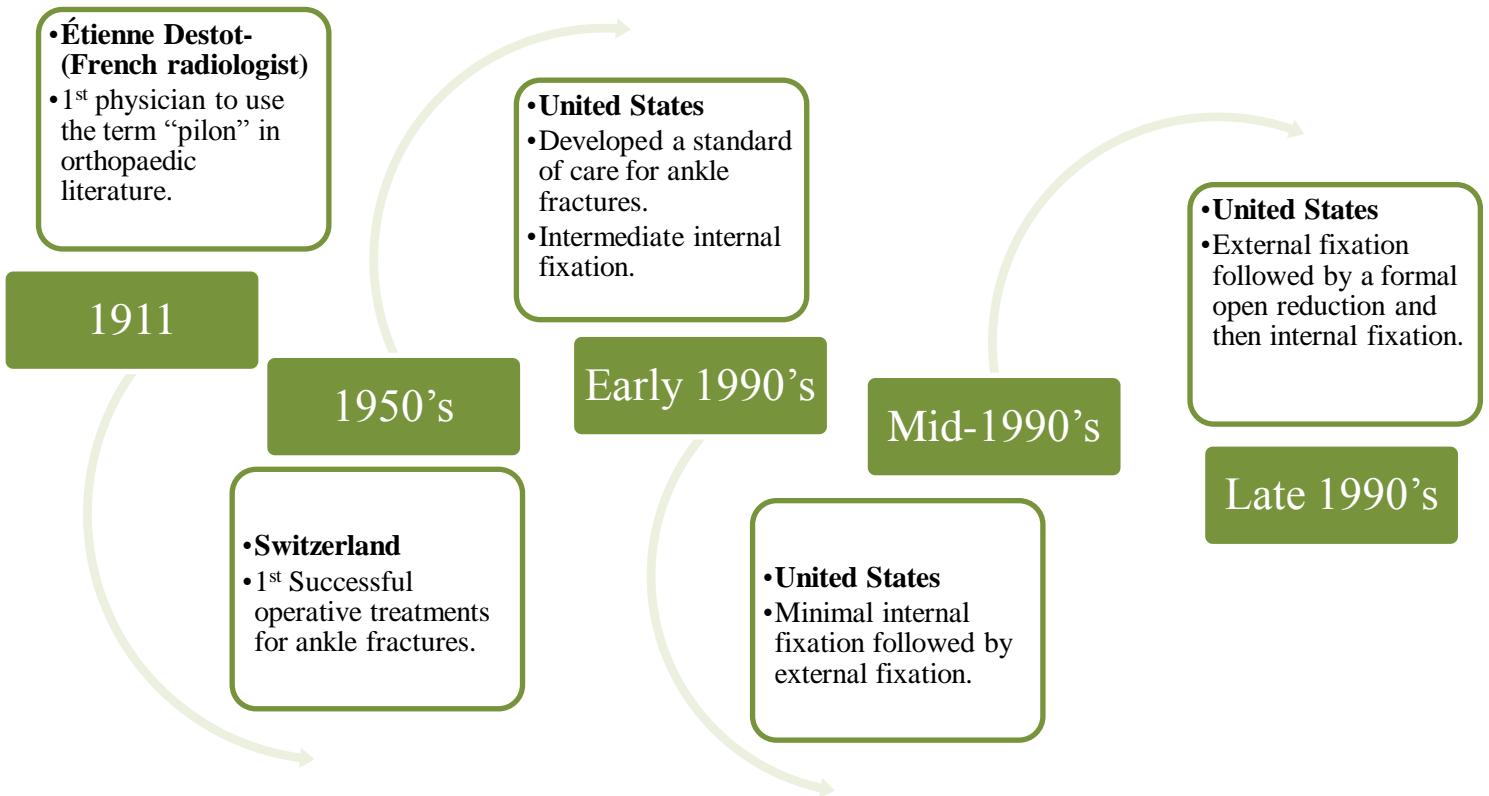 •Étienne Destot-
(French radiologist)
•1st physician to use
the term “pilon” in
orthopaedic
literature.
1911
1950’s
•Switzerland
•1st Successful
operative treatments
for ankle fractures.
•United States
•Developed a standard
of care for ankle
fractures.
•Intermediate internal
fixation.
Early 1990’s
Mid-1990’s
•United States
•Minimal internal
fixation followed by
external fixation.
•United States
•External fixation
followed by a formal
open reduction and
then internal fixation.
Late 1990’s